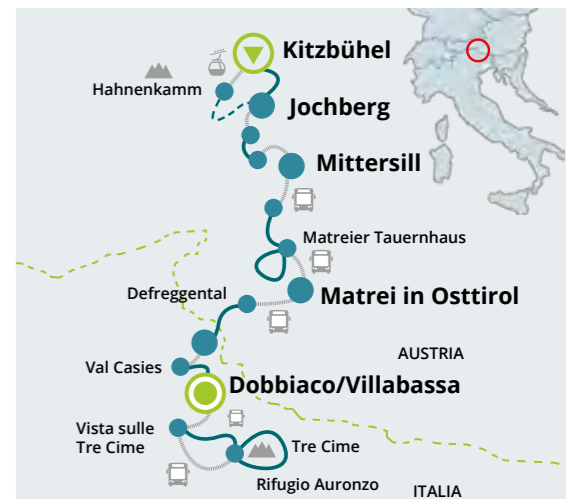 Kitzbühel
Hahnenkamm
Jochberg
Mittersill
Matreier Tauernhaus
Defreggental
Matrei in Osttirol
AUSTRIA
Val Casies
Dobbiaco/Villabassa
Vista sulle
Tre Cime
Tre Cime
Rifugio Auronzo
ITALIA